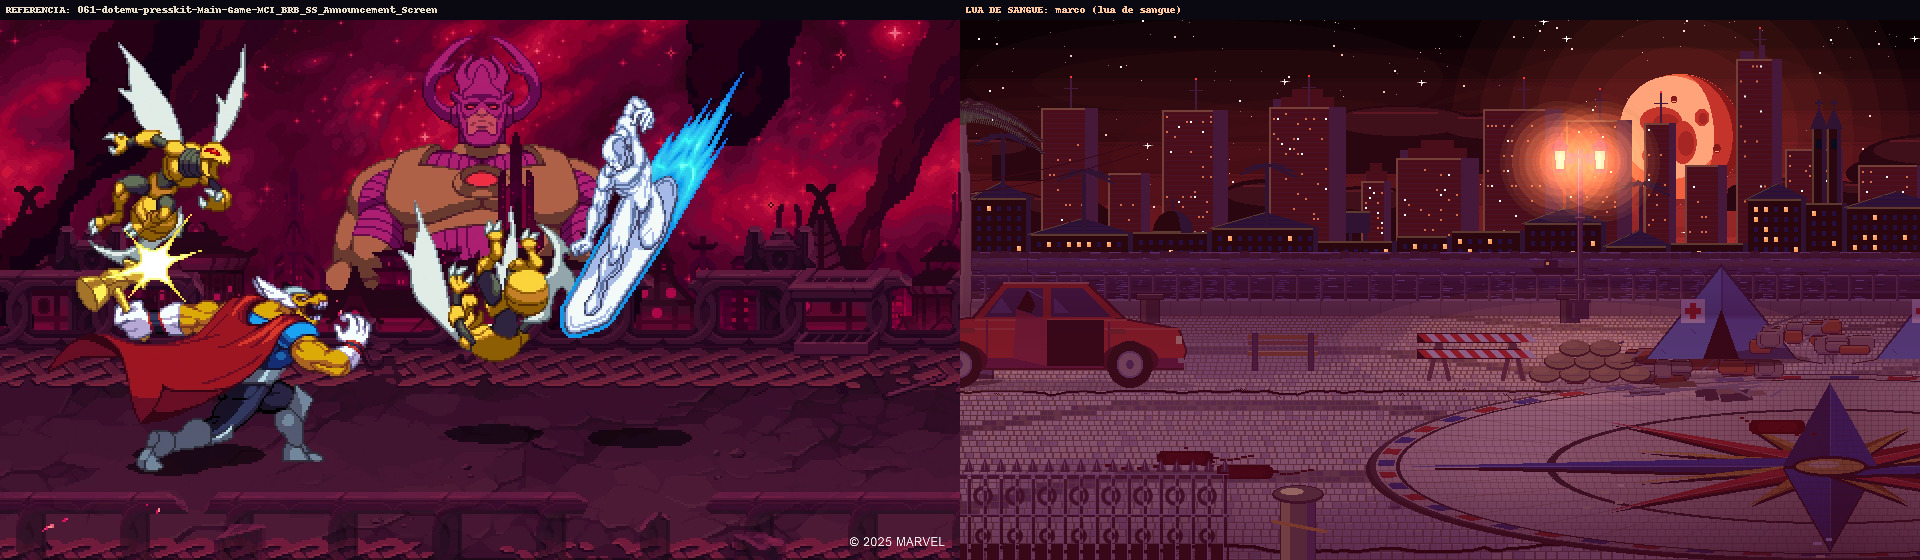 REFERENCIA: 061-dotemu-presskit-Main-Game-MCI_BRB_SS_Announcement_Screen
LUA DE SANGUE: marco (lua de sangue)
© 2025 MARVEL